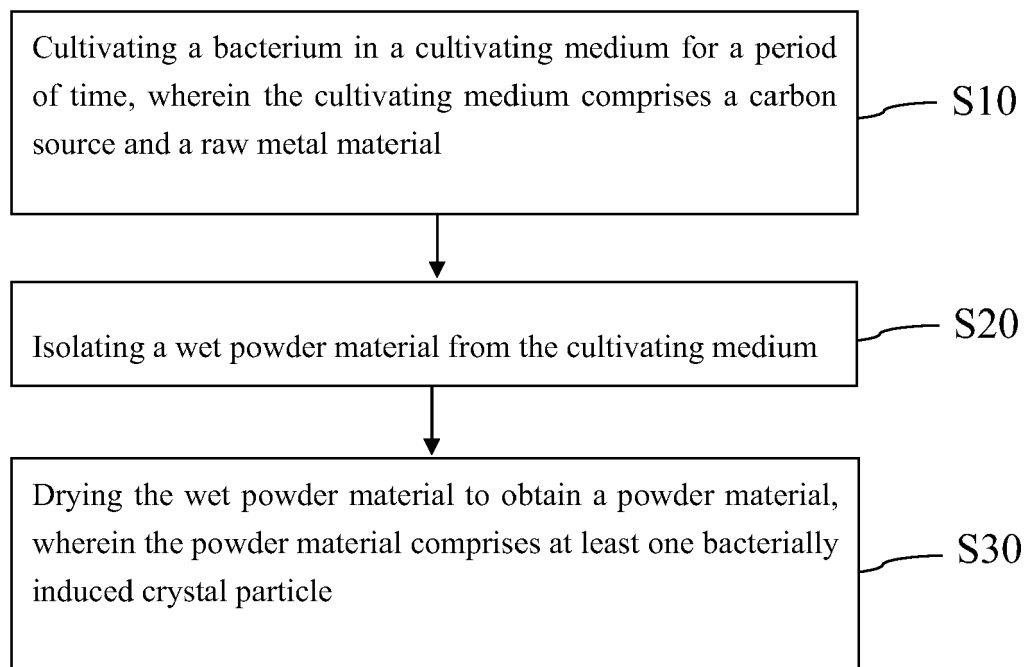 Cultivating a bacterium in a cultivating medium for a period
of time, wherein the cultivating medium comprises a carbon
source and a raw metal material
S10
Isolating a wet powder material from the cultivating medium
S20
Drying the wet powder material to obtain a powder material,
wherein the powder material comprises at least one bacterially
induced crystal particle
S30